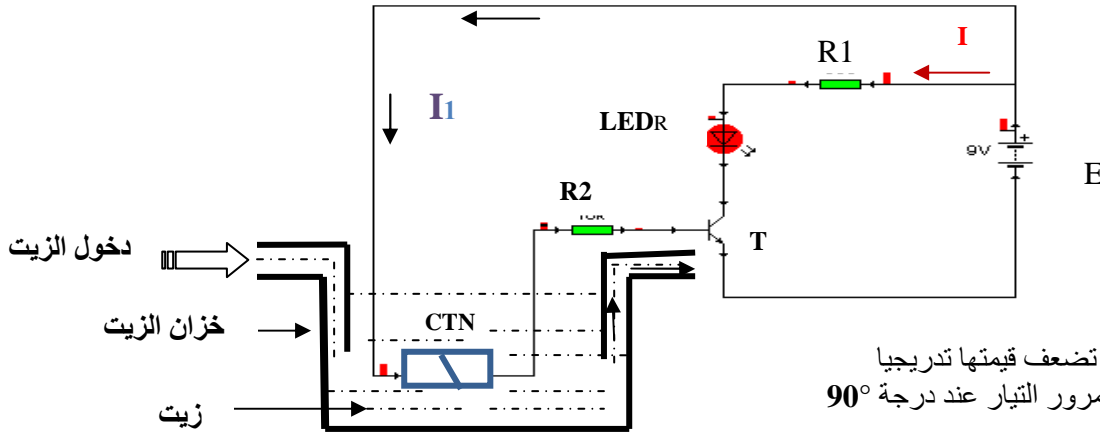 R1
I
I1
LEDR
9V
+
E
R2
10R
T
دخول الزيت
خزان الزيت
CTN
زيت
تضعف قيمتها تدريجيا
مرور التيار عند درجة °90